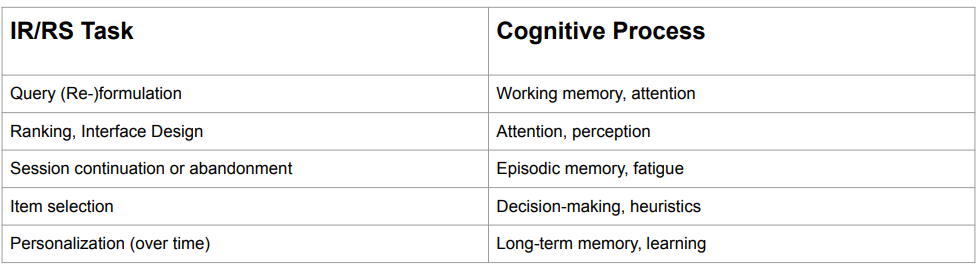 IR/RS Task Cognitive Process
Query (Re-)formulation Working memory, attention
Ranking, Interface Design Attention, perception
Session continuation or abandonment Episodic memory, fatigue
Item selection Decision-making, heuristics
Personalization (over time) Long-term memory, learning